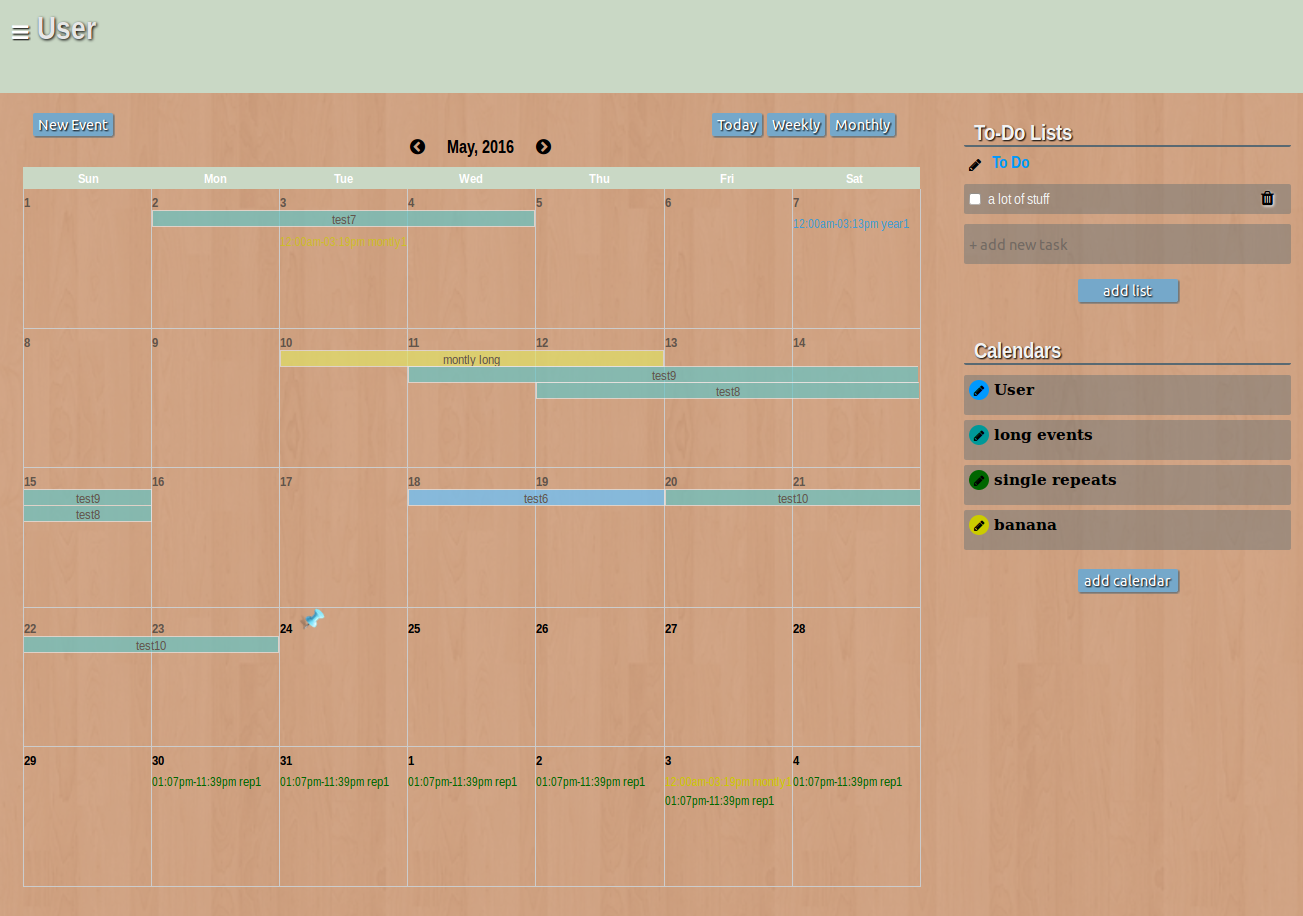 User
New Event
Today Weekly Monthly
May, 2016
Sun Mon Tue Wed Thu Fri Sat
1 2 3 4 5 6 7
test7
12:00am-03:13pm year1
8 9 10 11 12 13 14
montly long
test9
test8
15 16 17 18 19 20 21
test9 test6 test10
test8
22 23 24 25 26 27 28
test10
29 30 31 1 2 3 4
01:07pm-11:39pm rep1 01:07pm-11:39pm rep1 01:07pm-11:39pm rep1 01:07pm-11:39pm rep1 01:07pm-11:39pm rep1
01:07pm-11:39pm rep1
To-Do Lists
To Do
a lot of stuff
+ add new task
add list
Calendars
User
long events
single repeats
banana
add calendar